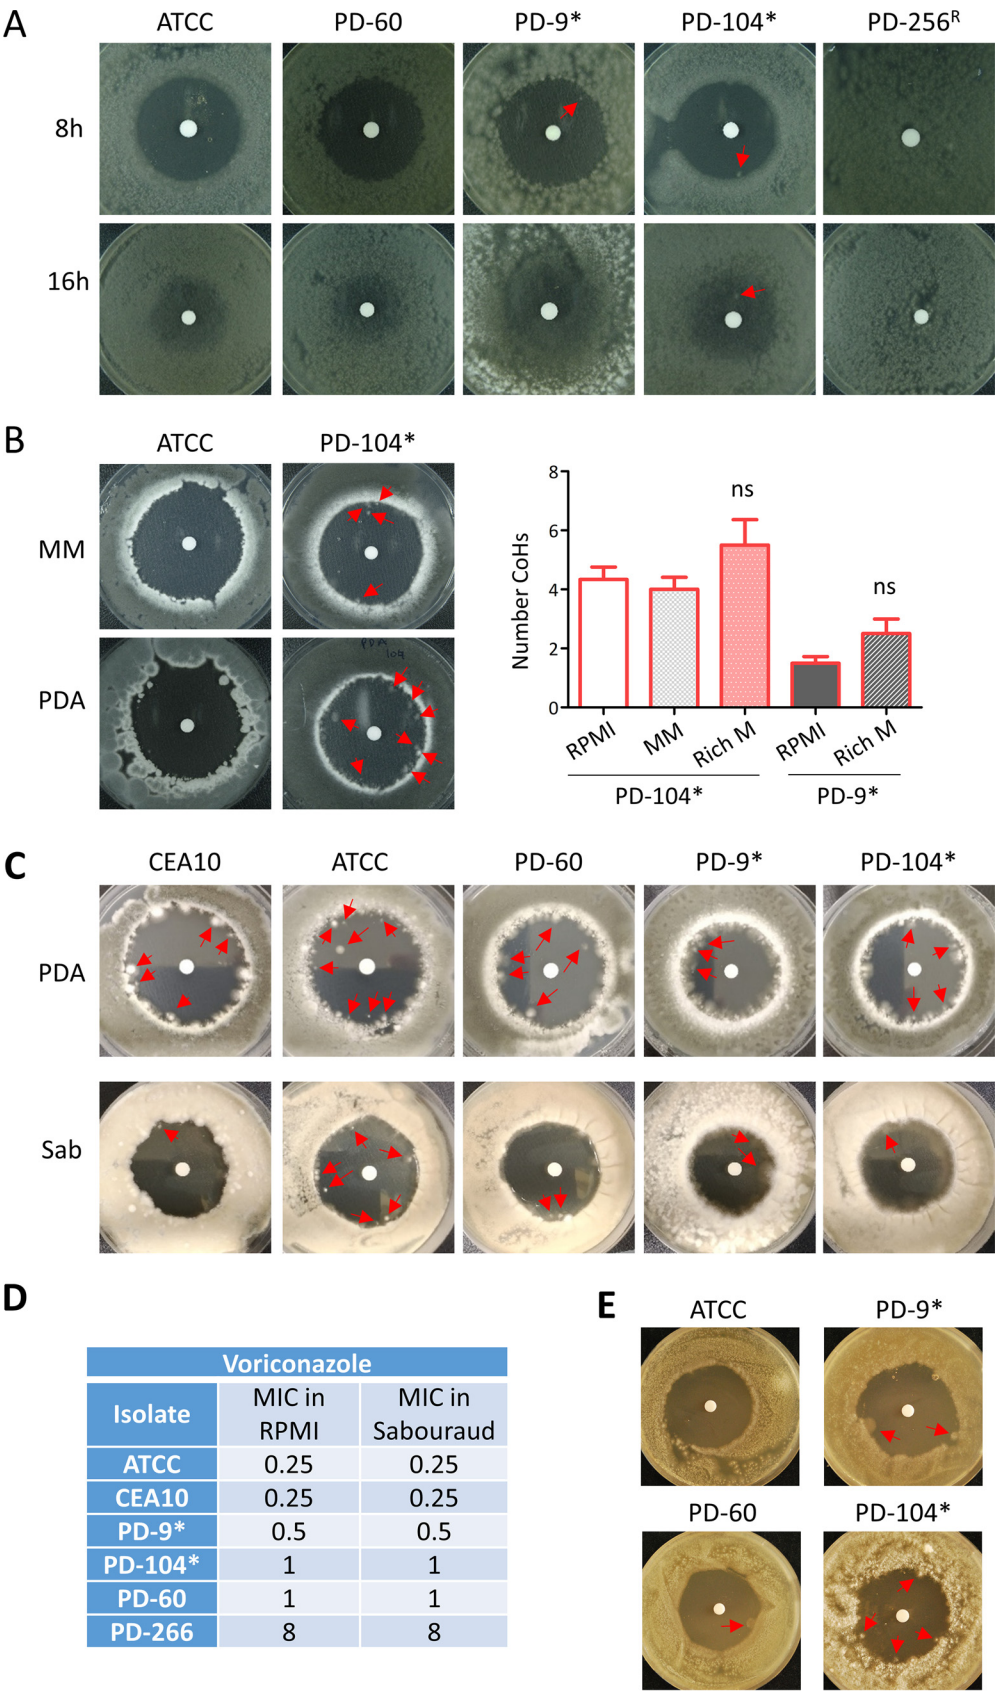 A
ATCC PD-60 PD-9* PD-104* PD-256ᴿ
8h
16h
B
ATCC PD-104*
MM
PDA
PDA
log
8
6
4
2
0
Number CoHs
ns
ns
RPMI MM Rich M RPMI Rich M
PD-104* PD-9*
C
CEA10 ATCC PD-60 PD-9* PD-104*
PDA
Sab
D
Voriconazole
Isolate MIC in RPMI MIC in Sabouraud
ATCC 0.25 0.25
CEA10 0.25 0.25
PD-9* 0.5 0.5
PD-104* 1 1
PD-60 1 1
PD-266 8 8
E
ATCC PD-9*
PD-60 PD-104*